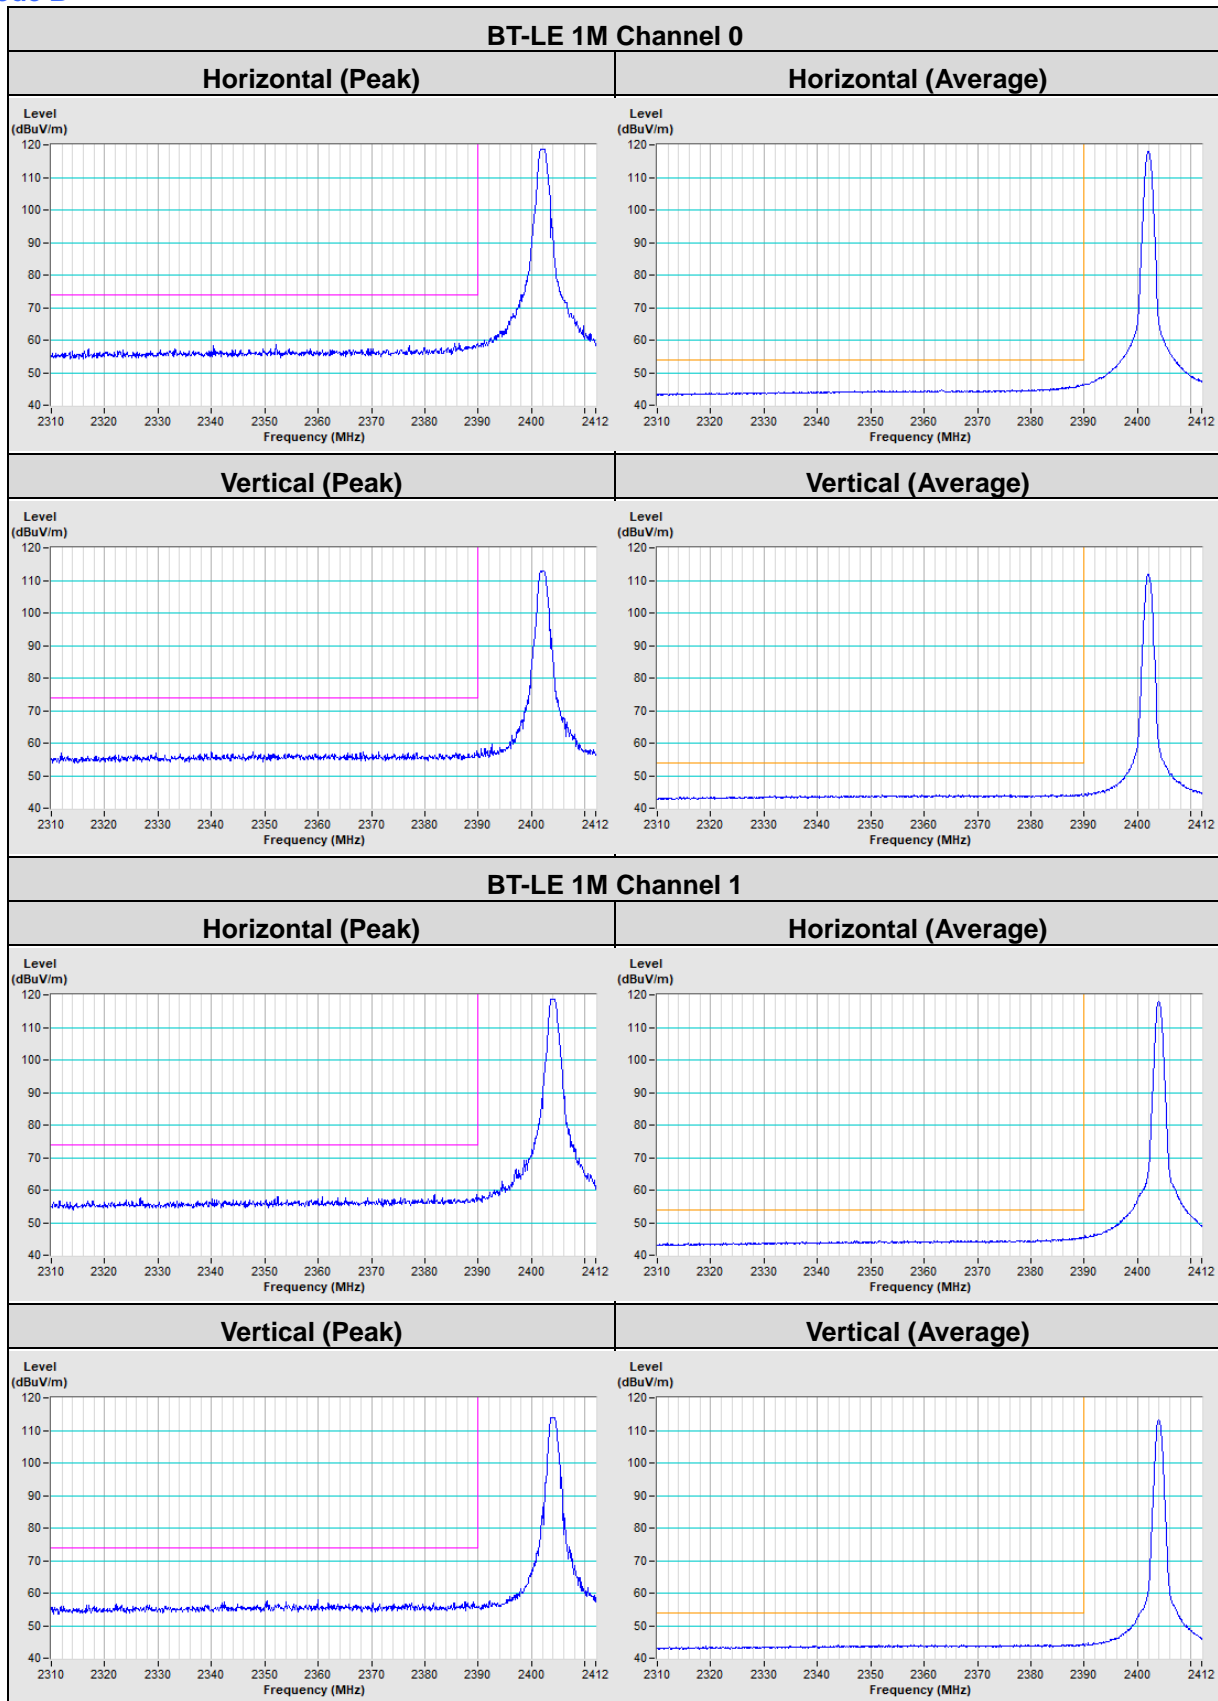 BT-LE 1M Channel 0
Horizontal (Peak) Horizontal (Average)
Level Level
(dBuV/m) (dBuV/m)
120 120
110 110
100 100
90 90
80 80
70 70
60 60
50 50
40 40
2310 2320 2330 2340 2350 2360 2370 2380 2390 2400 2412 2310 2320 2330 2340 2350 2360 2370 2380 2390 2400 2412
Frequency (MHz) Frequency (MHz)
Vertical (Peak) Vertical (Average)
Level Level
(dBuV/m) (dBuV/m)
120 120
110 110
100 100
90 90
80 80
70 70
60 60
50 50
40 40
2310 2320 2330 2340 2350 2360 2370 2380 2390 2400 2412 2310 2320 2330 2340 2350 2360 2370 2380 2390 2400 2412
Frequency (MHz) Frequency (MHz)
BT-LE 1M Channel 1
Horizontal (Peak) Horizontal (Average)
Level Level
(dBuV/m) (dBuV/m)
120 120
110 110
100 100
90 90
80 80
70 70
60 60
50 50
40 40
2310 2320 2330 2340 2350 2360 2370 2380 2390 2400 2412 2310 2320 2330 2340 2350 2360 2370 2380 2390 2400 2412
Frequency (MHz) Frequency (MHz)
Vertical (Peak) Vertical (Average)
Level Level
(dBuV/m) (dBuV/m)
120 120
110 110
100 100
90 90
80 80
70 70
60 60
50 50
40 40
2310 2320 2330 2340 2350 2360 2370 2380 2390 2400 2412 2310 2320 2330 2340 2350 2360 2370 2380 2390 2400 2412
Frequency (MHz) Frequency (MHz)